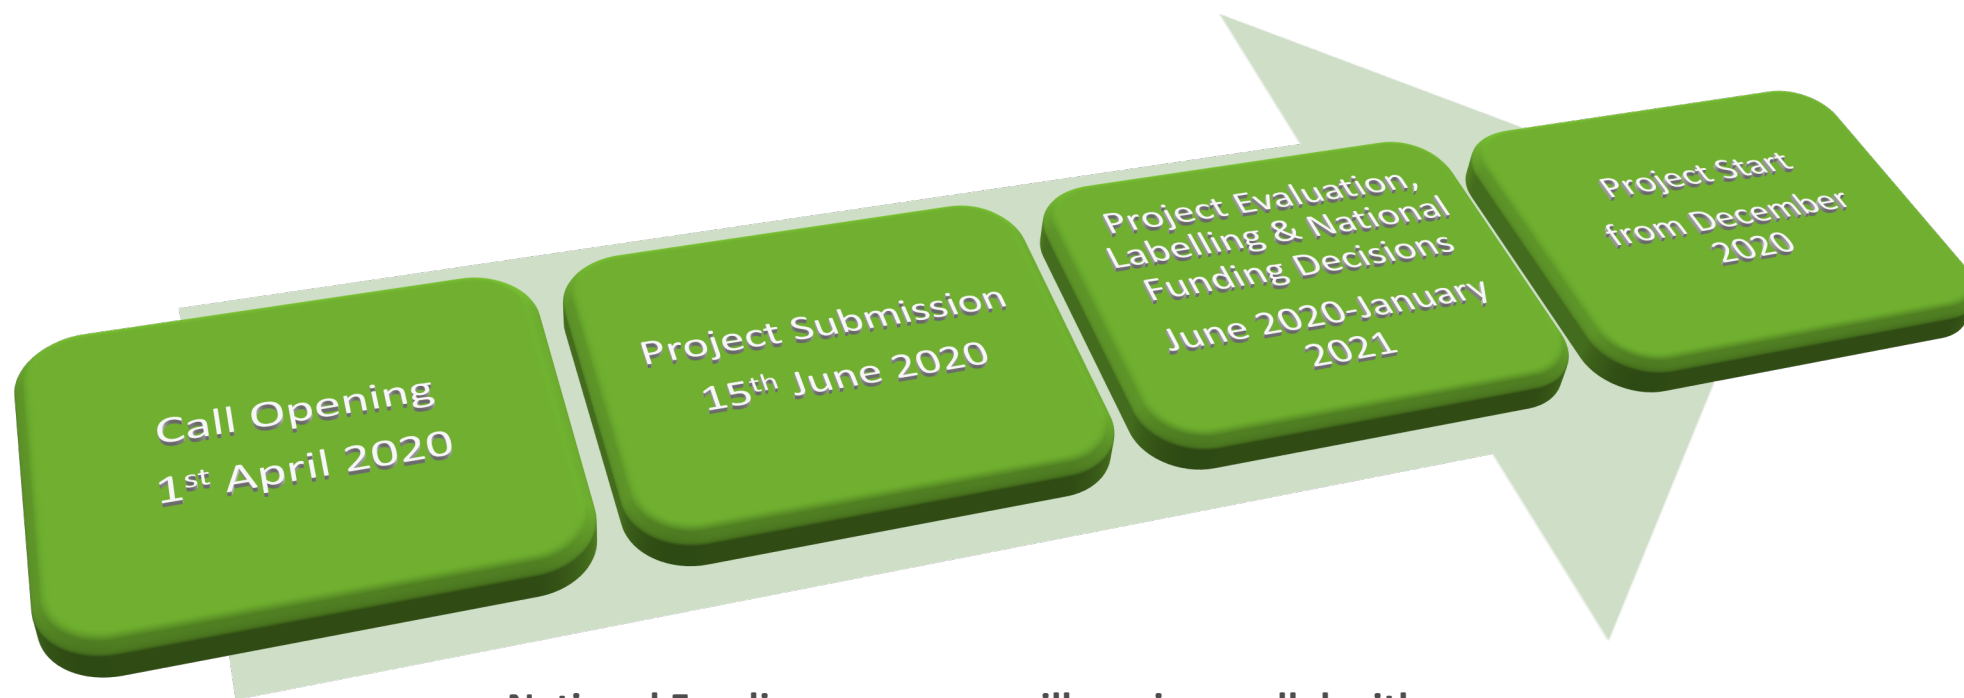 Call Opening
1st April 2020
Project Submission
15th June 2020
Project Evaluation,
Labelling & National
Funding Decisions
June 2020-January
2021
Project Start
from December
2020